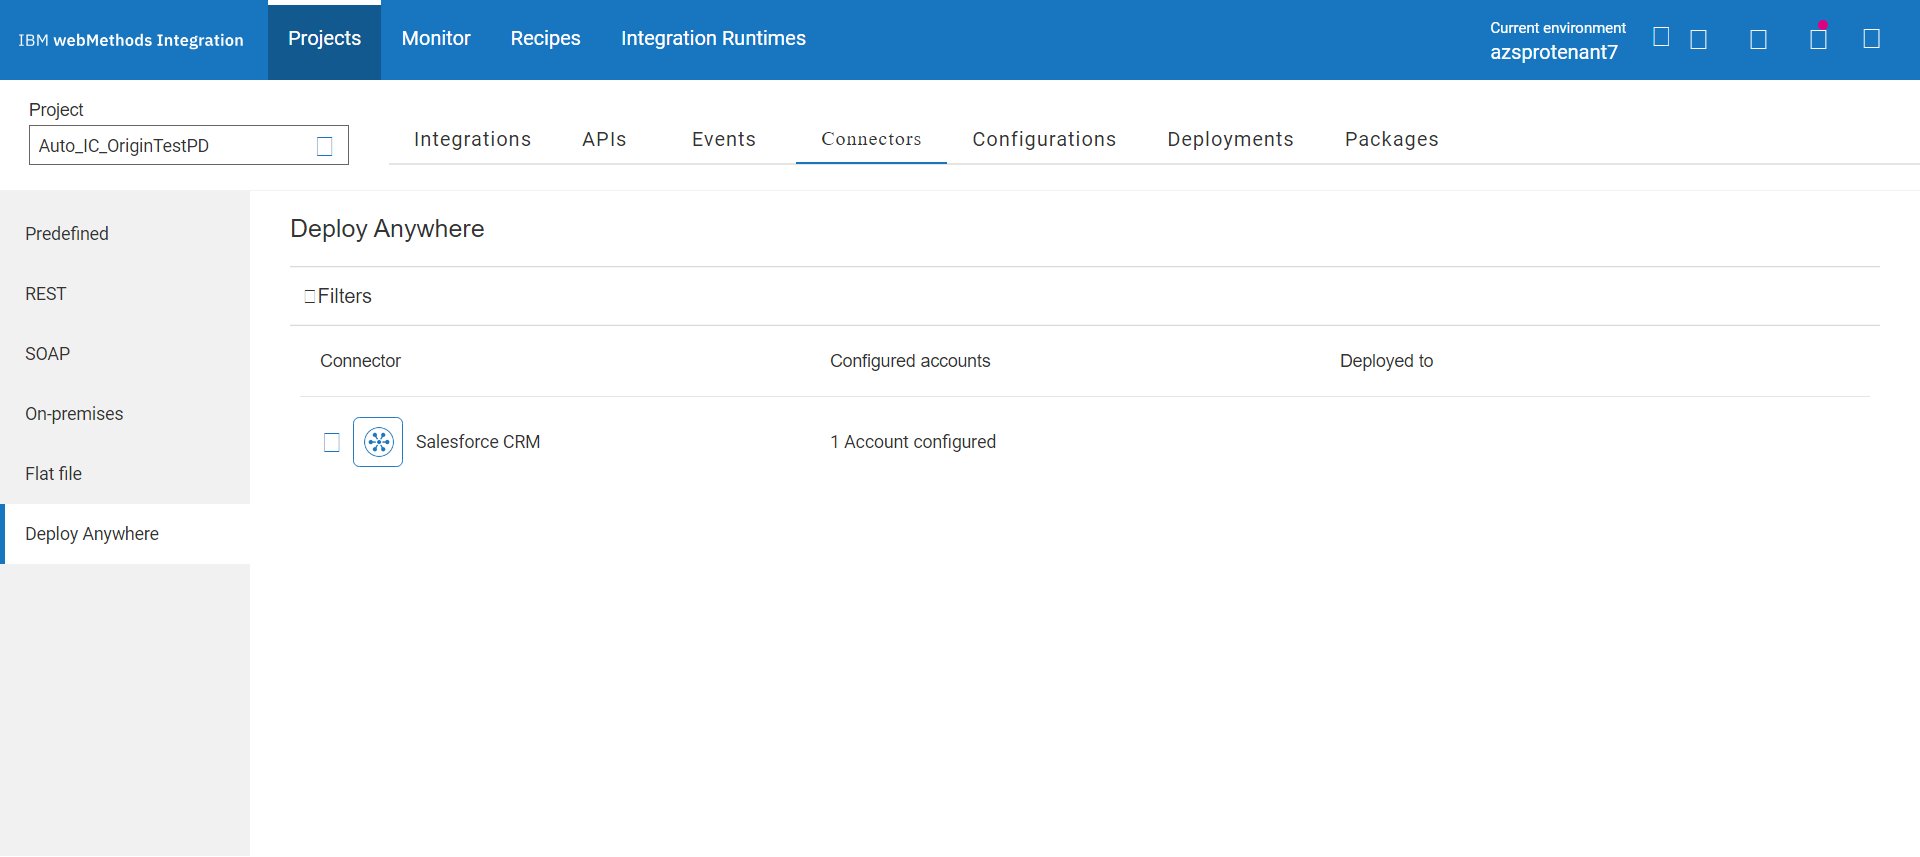 IBM webMethods Integration
Projects
Monitor
Recipes
Integration Runtimes
Current environment
azsprotenant7
Project
Auto_IC_OriginTestPD
Integrations
APIs
Events
Connectors
Configurations
Deployments
Packages
Predefined
REST
SOAP
On-premises
Flat file
Deploy Anywhere
Deploy Anywhere
Filters
Connector
Configured accounts
Deployed to
Salesforce CRM
1 Account configured